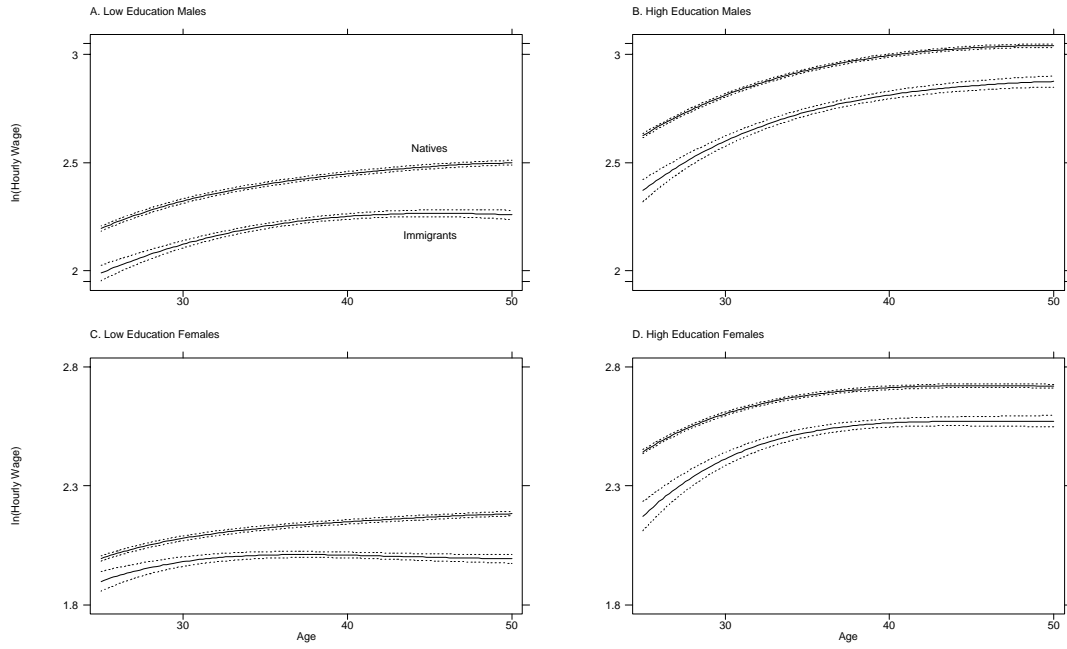 A. Low Education Males
B. High Education Males
ln(Hourly Wage)
3
2.5
2
Natives
Immigrants
30
40
50
3
2.5
2
30
40
50
C. Low Education Females
D. High Education Females
ln(Hourly Wage)
2.8
2.3
1.8
30
40
50
Age
2.8
2.3
1.8
30
40
50
Age